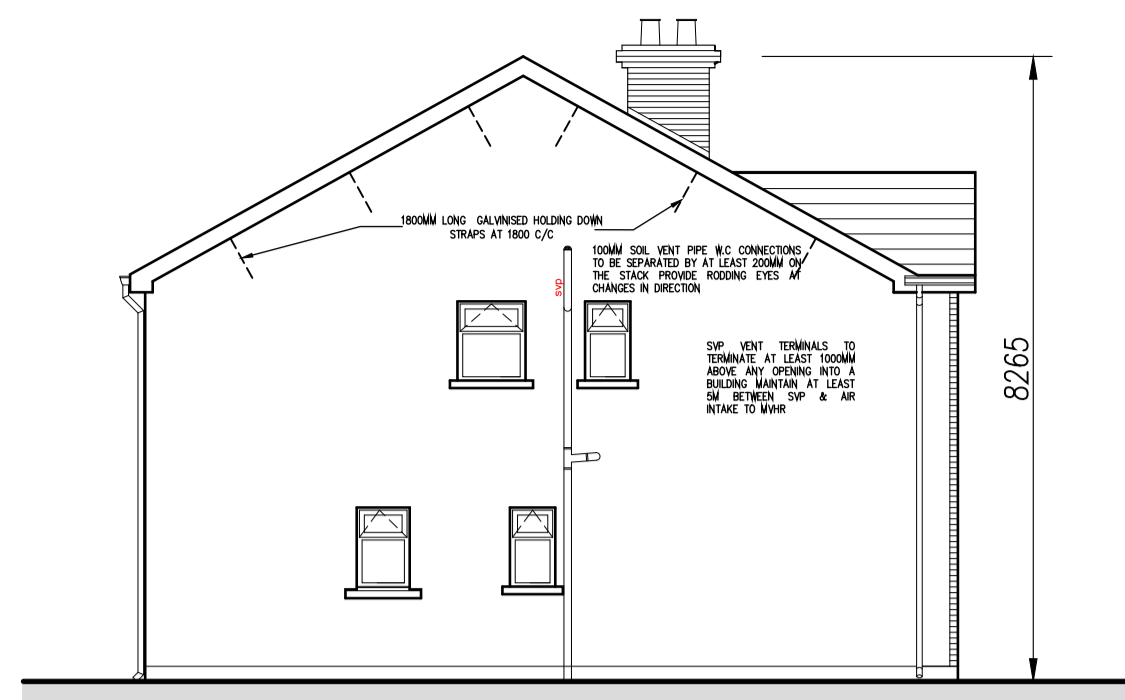 1800MM LONG GALVINISED HOLDING DOWN
STRAPS AT 1800 C/C
100MM SOIL VENT PIPE W.C CONNECTIONS
TO BE SEPARATED BY AT LEAST 200MM ON
THE STACK PROVIDE RODDING EYES AT
CHANGES IN DIRECTION
svp
SVP VENT TERMINALS TO
TERMINATE AT LEAST 1000MM
ABOVE ANY OPENING INTO A
BUILDING MAINTAIN AT LEAST
5M BETWEEN SVP & AIR
INTAKE TO MVHR
8265